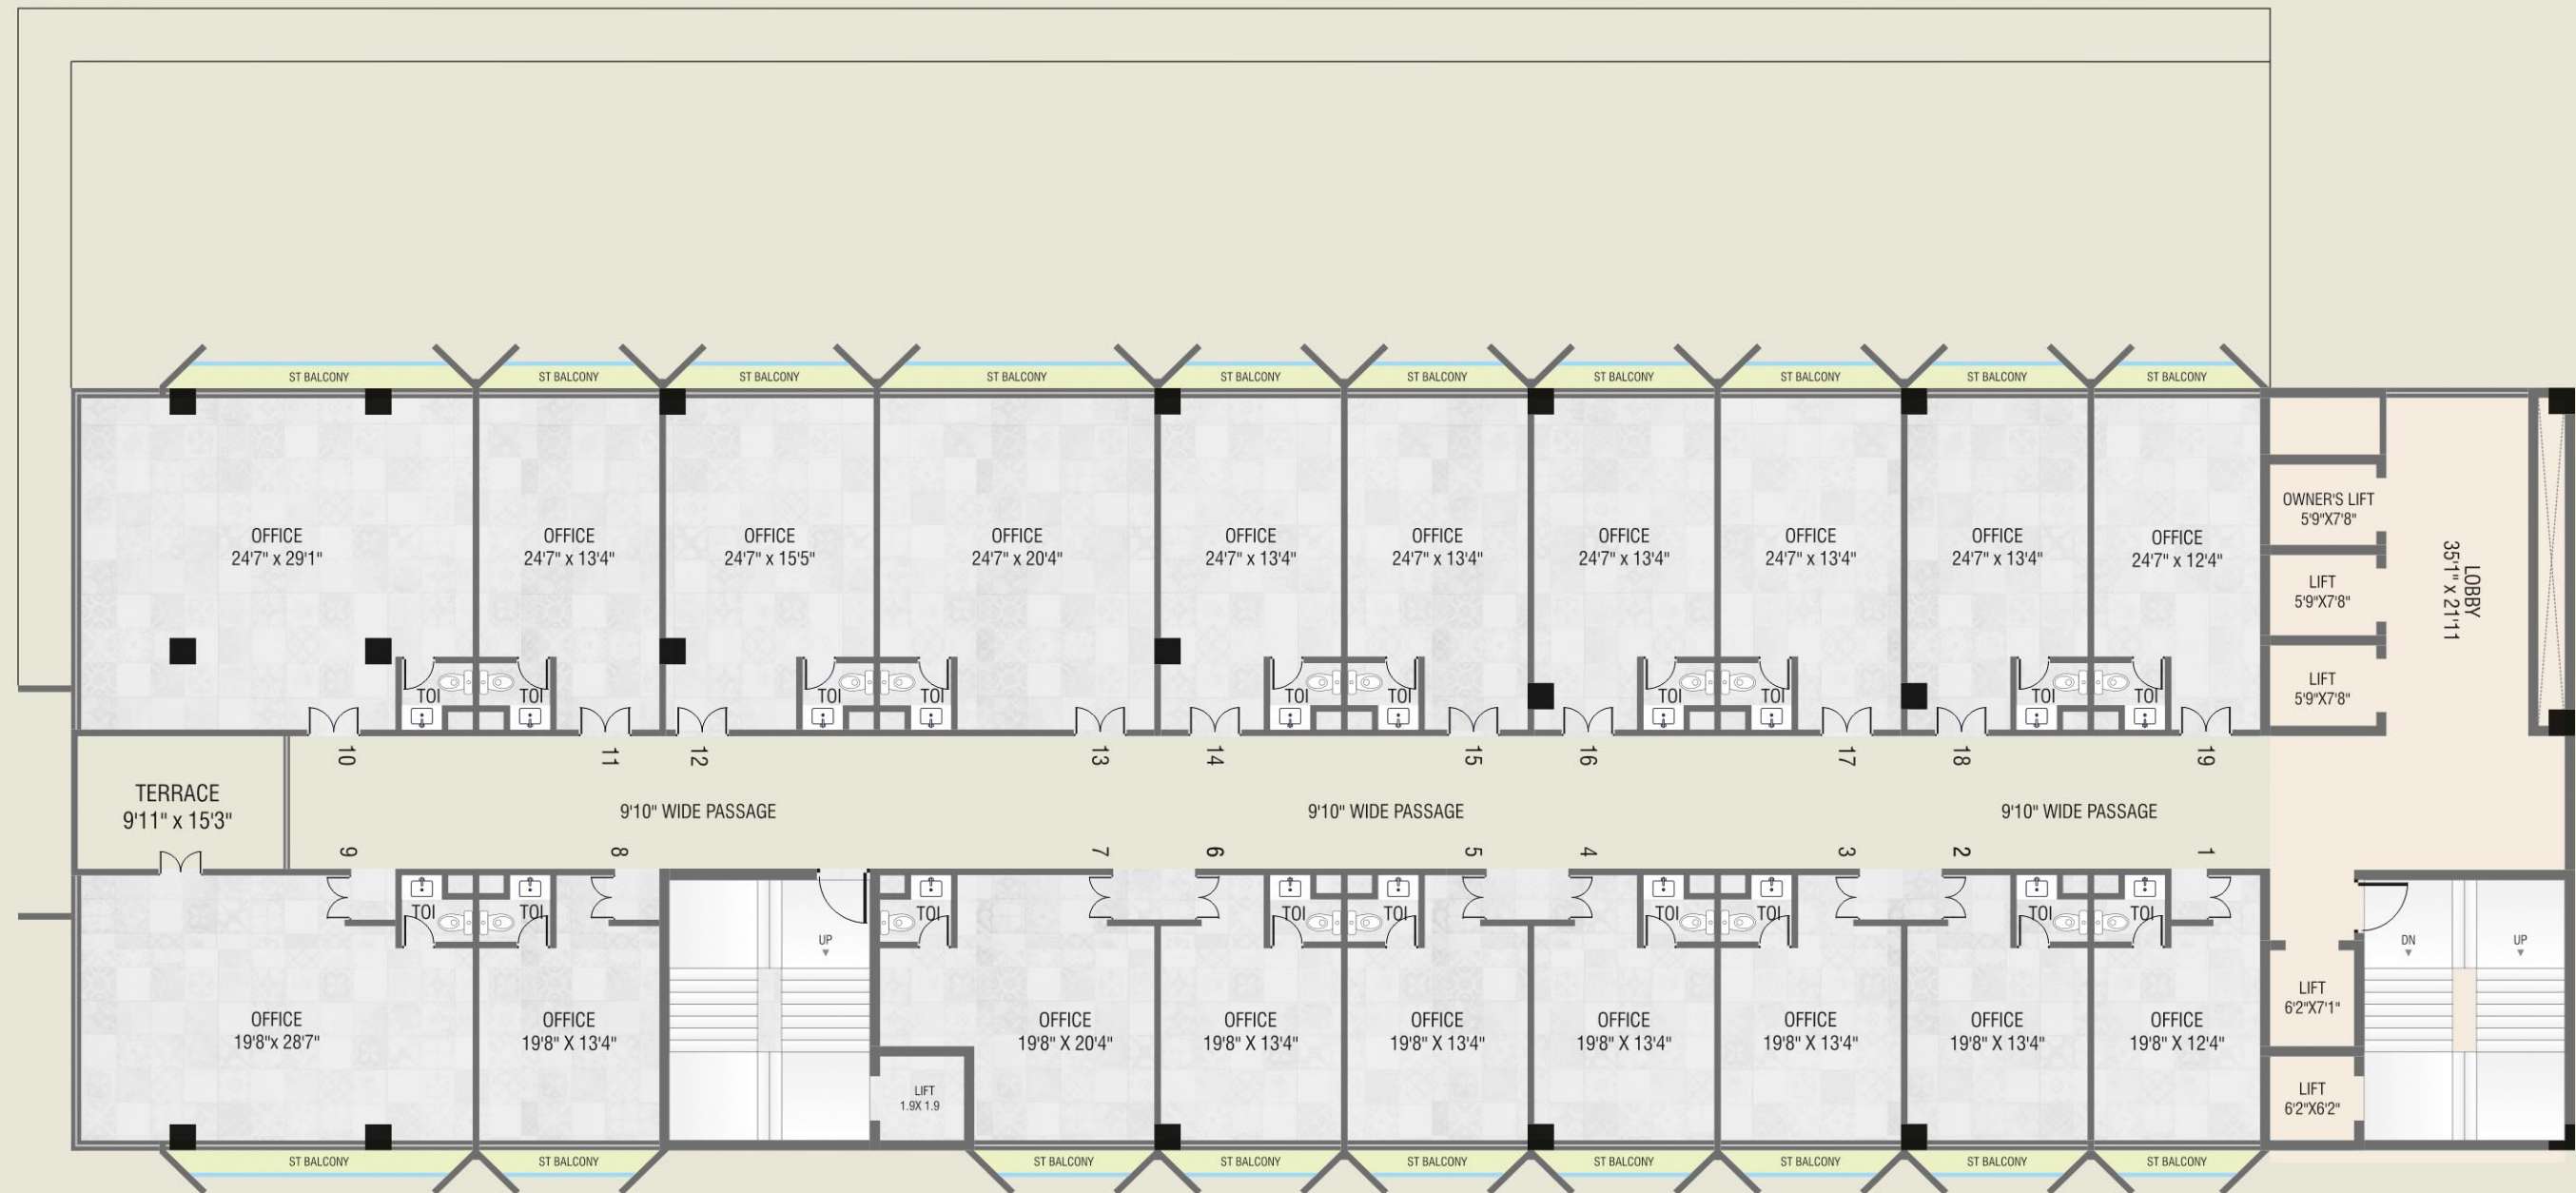 ST BALCONY
ST BALCONY
ST BALCONY
ST BALCONY
ST BALCONY
ST BALCONY
ST BALCONY
ST BALCONY
ST BALCONY
ST BALCONY
OFFICE
24'7" x 29'1"
OFFICE
24'7" x 13'4"
OFFICE
24'7" x 15'5"
OFFICE
24'7" x 20'4"
OFFICE
24'7" x 13'4"
OFFICE
24'7" x 13'4"
OFFICE
24'7" x 13'4"
OFFICE
24'7" x 13'4"
OFFICE
24'7" x 13'4"
OFFICE
24'7" x 12'4"
OWNER'S LIFT
5'9"X7'8"
LIFT
5'9"X7'8"
LIFT
5'9"X7'8"
LOBBY
35'1" x 21'11
TOI
TOI
TOI
TOI
TOI
TOI
TOI
TOI
TOI
TOI
10
11
12
13
14
15
16
17
18
19
TERRACE
9'11" x 15'3"
9'10" WIDE PASSAGE
9'10" WIDE PASSAGE
9'10" WIDE PASSAGE
9
8
7
6
5
4
3
2
1
TOI
TOI
TOI
TOI
TOI
TOI
TOI
TOI
TOI
UP
DN
UP
OFFICE
19'8"x 28'7"
OFFICE
19'8" X 13'4"
OFFICE
19'8" X 20'4"
OFFICE
19'8" X 13'4"
OFFICE
19'8" X 13'4"
OFFICE
19'8" X 13'4"
OFFICE
19'8" X 13'4"
OFFICE
19'8" X 13'4"
OFFICE
19'8" X 12'4"
LIFT
6'2"X7'1"
LIFT
1.9X 1.9
LIFT
6'2"X6'2"
ST BALCONY
ST BALCONY
ST BALCONY
ST BALCONY
ST BALCONY
ST BALCONY
ST BALCONY
ST BALCONY
ST BALCONY